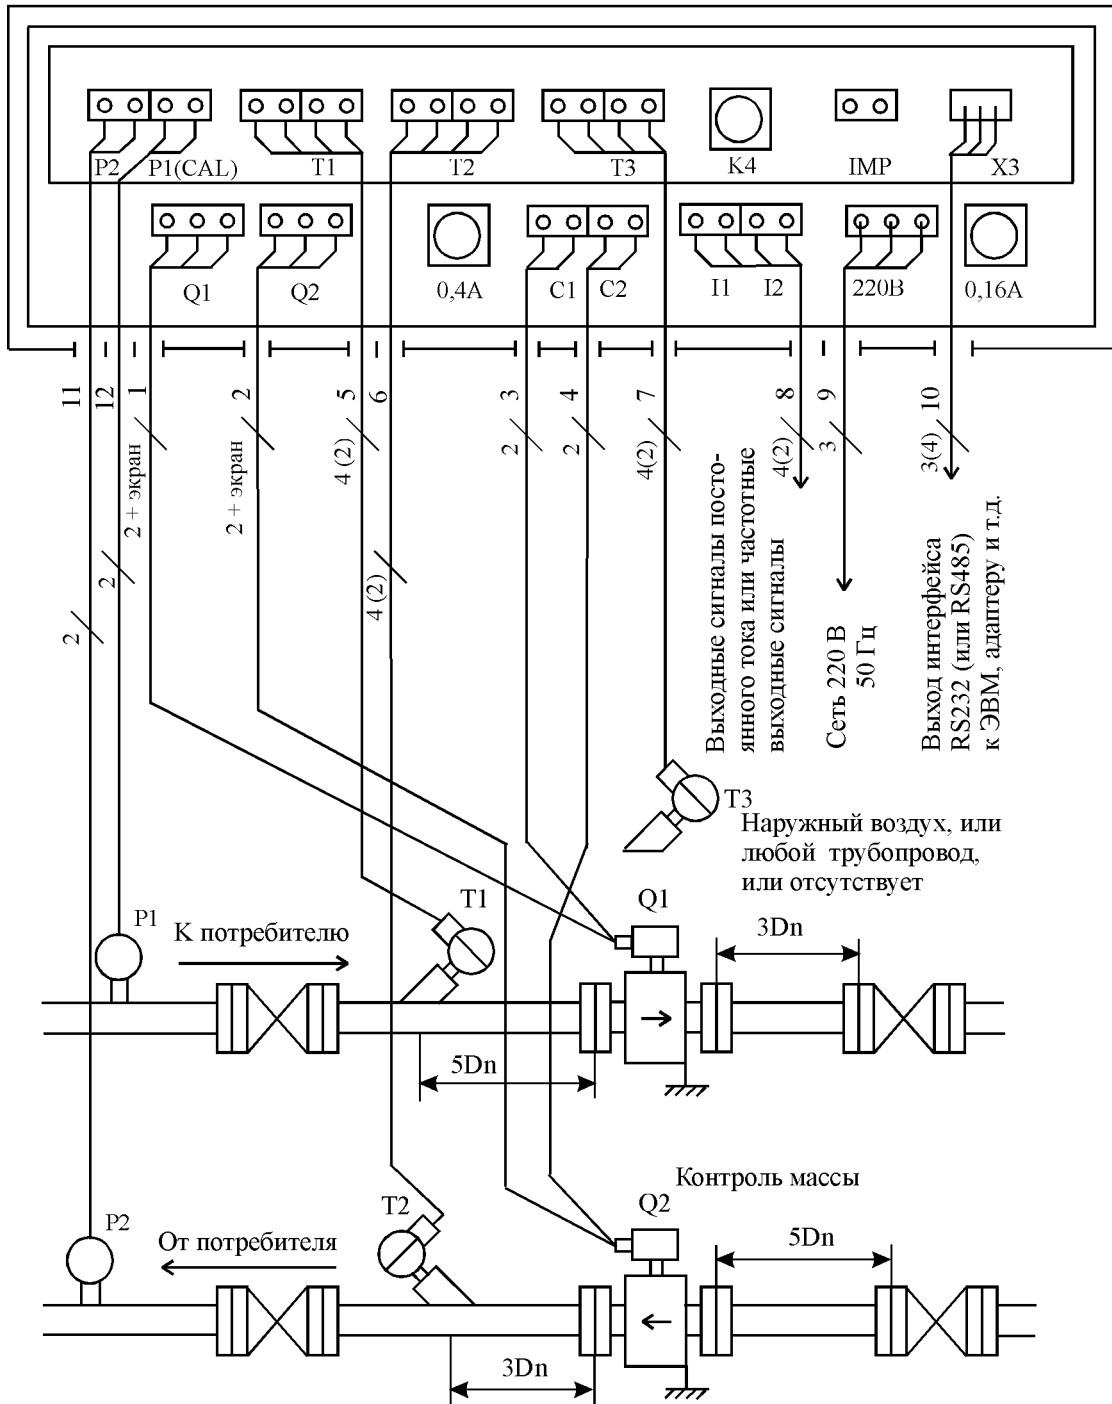 P2
P1(CAL)
T1
T2
T3
K4
IMP
X3
Q1
Q2
0,4А
C1
C2
I1
I2
220В
0,16А
11
12
1
2
5
6
3
4
7
8
9
10
2
2
2 + экран
2 + экран
4 (2)
4 (2)
2
2
4(2)
4(2)
3
3(4)
Выходные сигналы посто-
янного тока или частотные
выходные сигналы
Сеть 220 В
50 Гц
Выход интерфейса
RS232 (или RS485)
к ЭВМ, адаптеру и т.д.
T3
Наружный воздух, или
любой трубопровод,
или отсутствует
P1
К потребителю
T1
Q1
3Dn
5Dn
Контроль массы
P2
От потребителя
T2
Q2
5Dn
3Dn